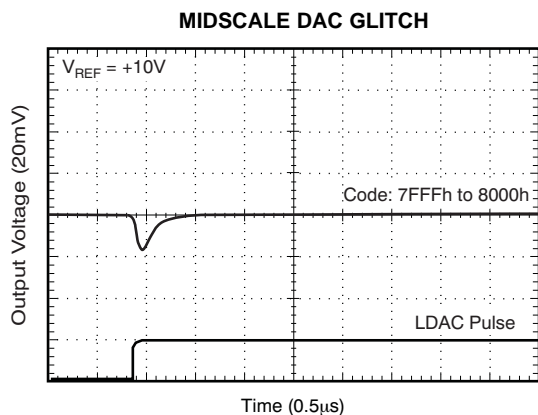 MIDSCALE DAC GLITCH
V_REF = +10V
Code: 7FFFh to 8000h
LDAC Pulse
Output Voltage (20mV)
Time (0.5μs)